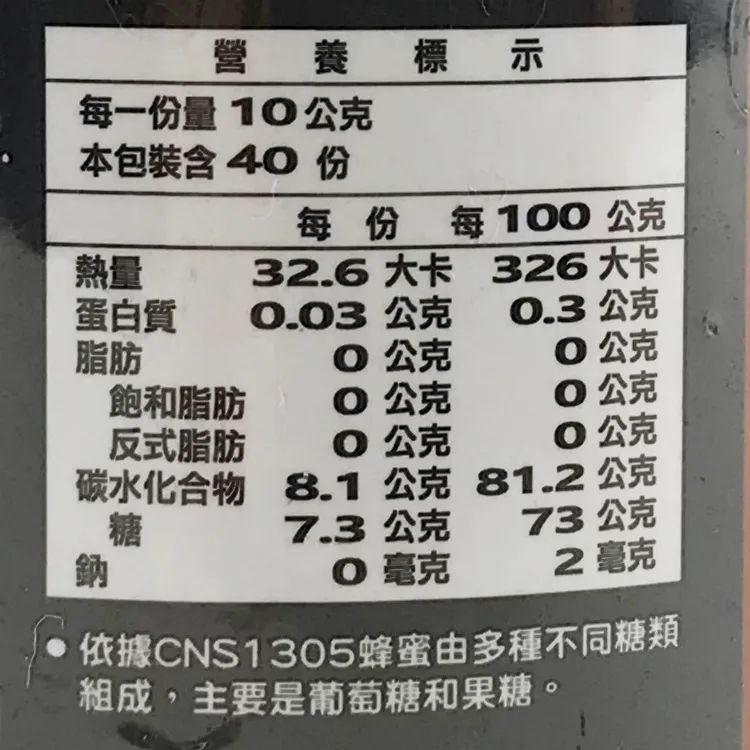 營養標示
每一份量 10 公克
本包裝含 40 份
每份 每 100 公克
熱量 32.6 大卡 326 大卡
蛋白質 0.03 公克 0.3 公克
脂肪 0 公克 0 公克
飽和脂肪 0 公克 0 公克
反式脂肪 0 公克 0 公克
碳水化合物 8.1 公克 81.2 公克
糖 7.3 公克 73 公克
鈉 0 毫克 2 毫克
• 依據CNS1305蜂蜜由多種不同糖類
組成，主要是葡萄糖和果糖。